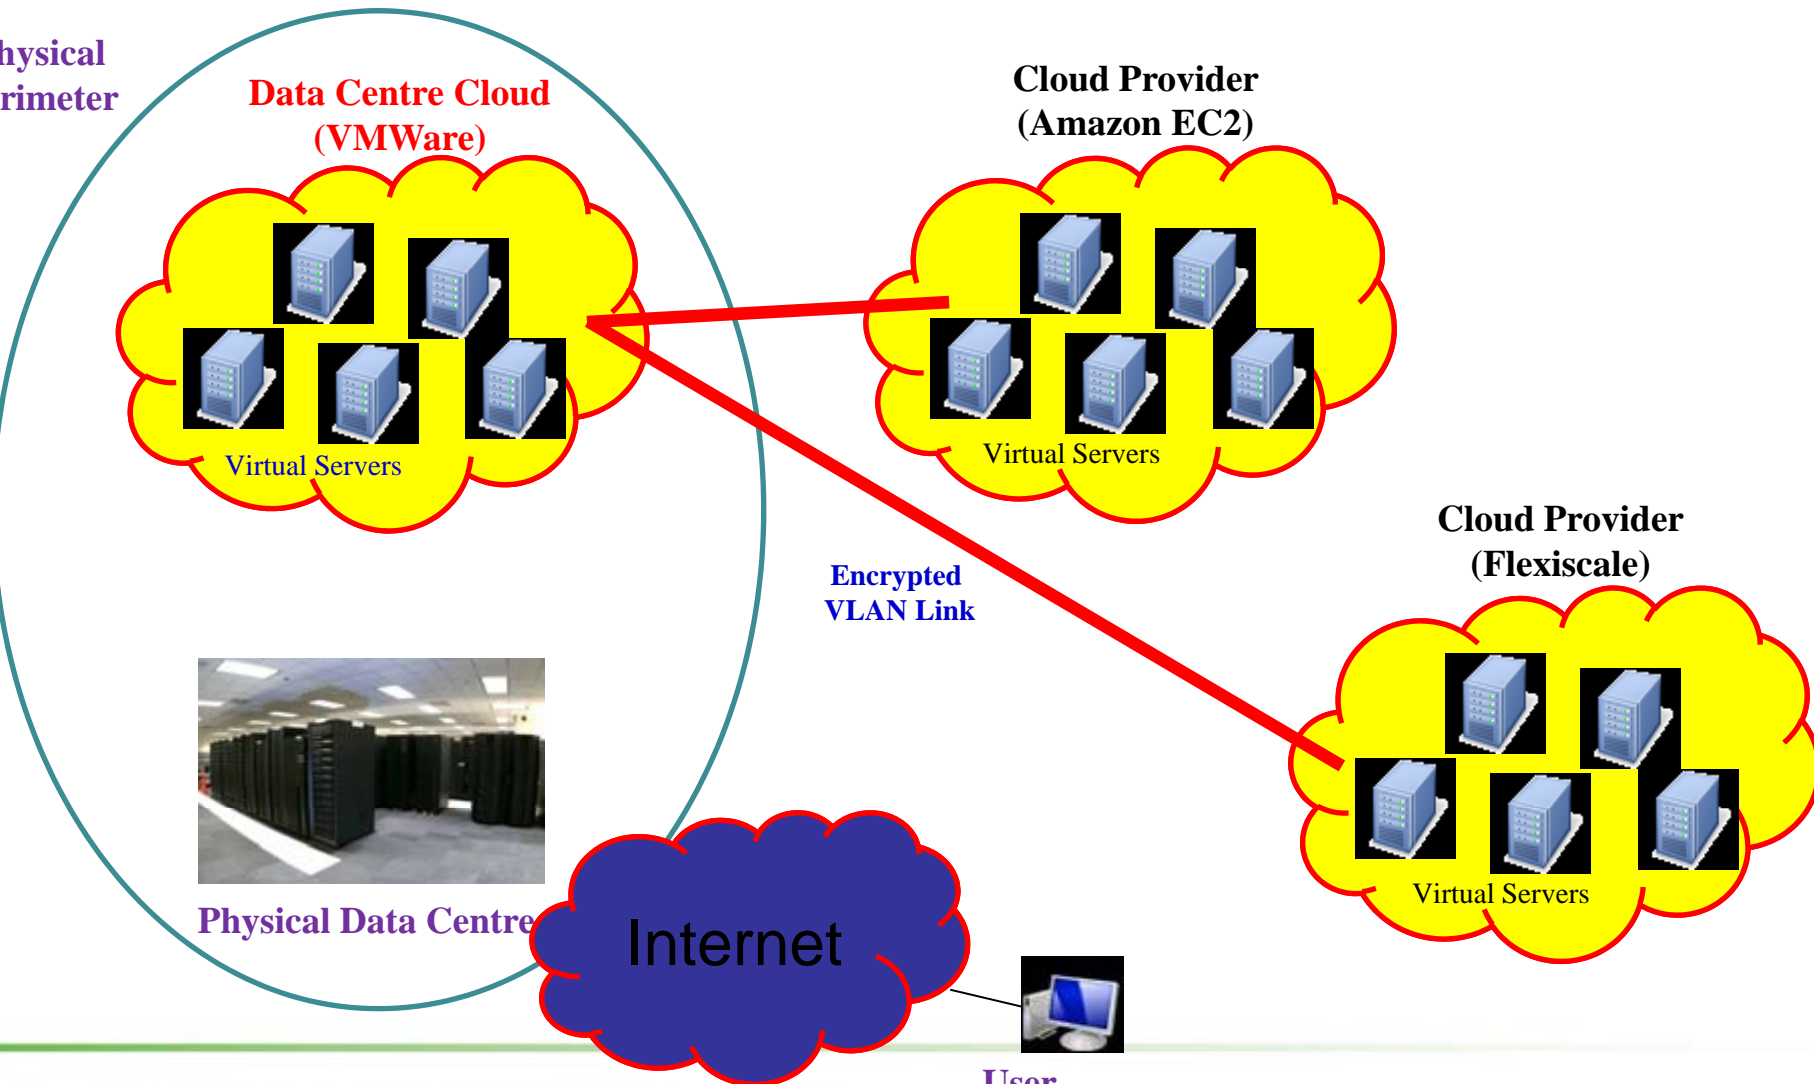 hysical
rimeter
Data Centre Cloud
(VMWare)
Cloud Provider
(Amazon EC2)
Virtual Servers
Virtual Servers
Cloud Provider
(Flexiscale)
Encrypted
VLAN Link
Virtual Servers
Physical Data Centre
Internet
User